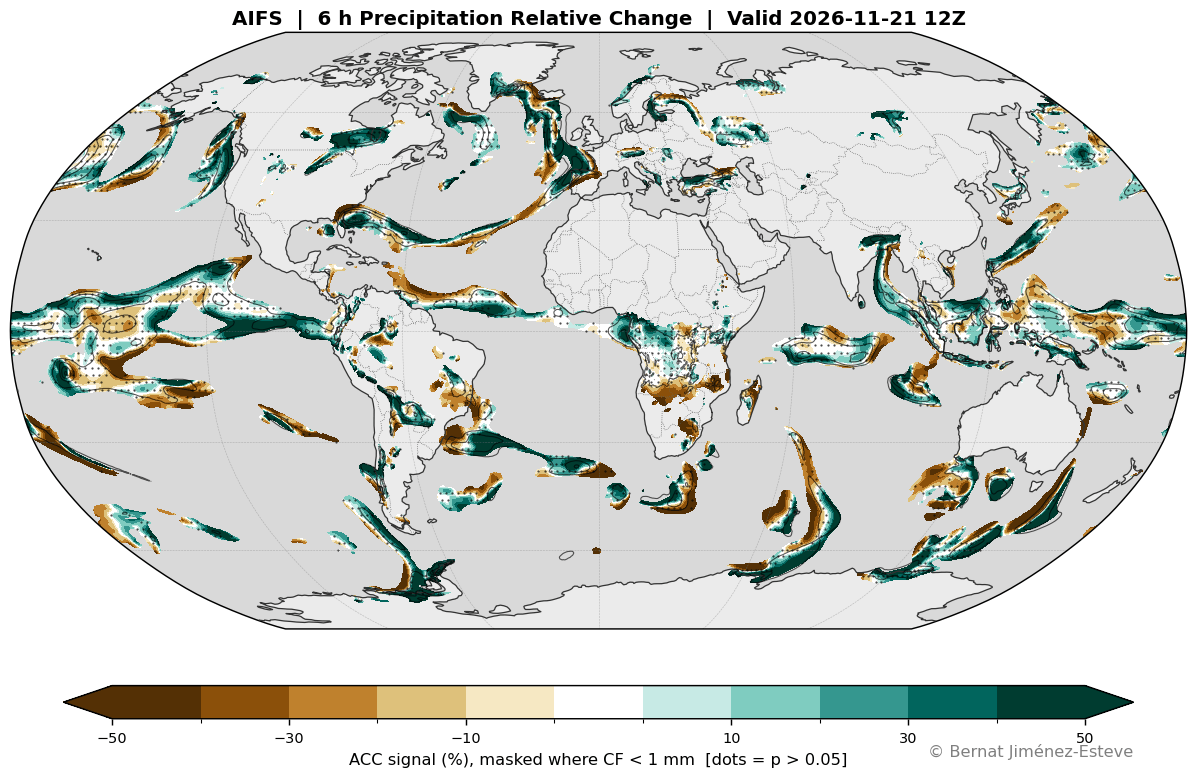 AIFS | 6 h Precipitation Relative Change | Valid 2026-11-21 12Z
−50 −30 −10 10 30 50
ACC signal (%), masked where CF < 1 mm [dots = p > 0.05]
© Bernat Jiménez-Esteve